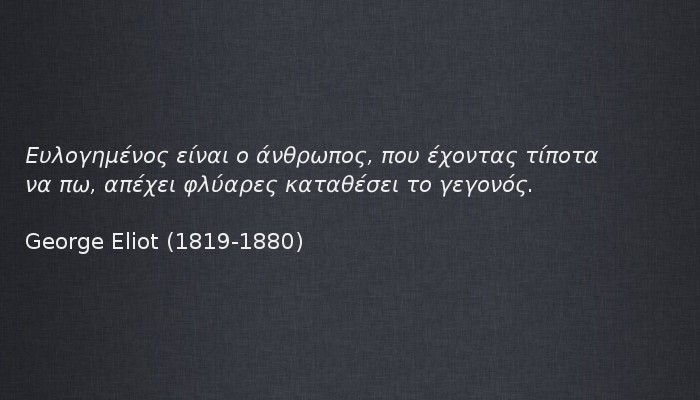 Ευλογημένος είναι ο άνθρωπος, που έχοντας τίποτα
να πω, απέχει φλύαρες καταθέσει το γεγονός.
George Eliot (1819-1880)